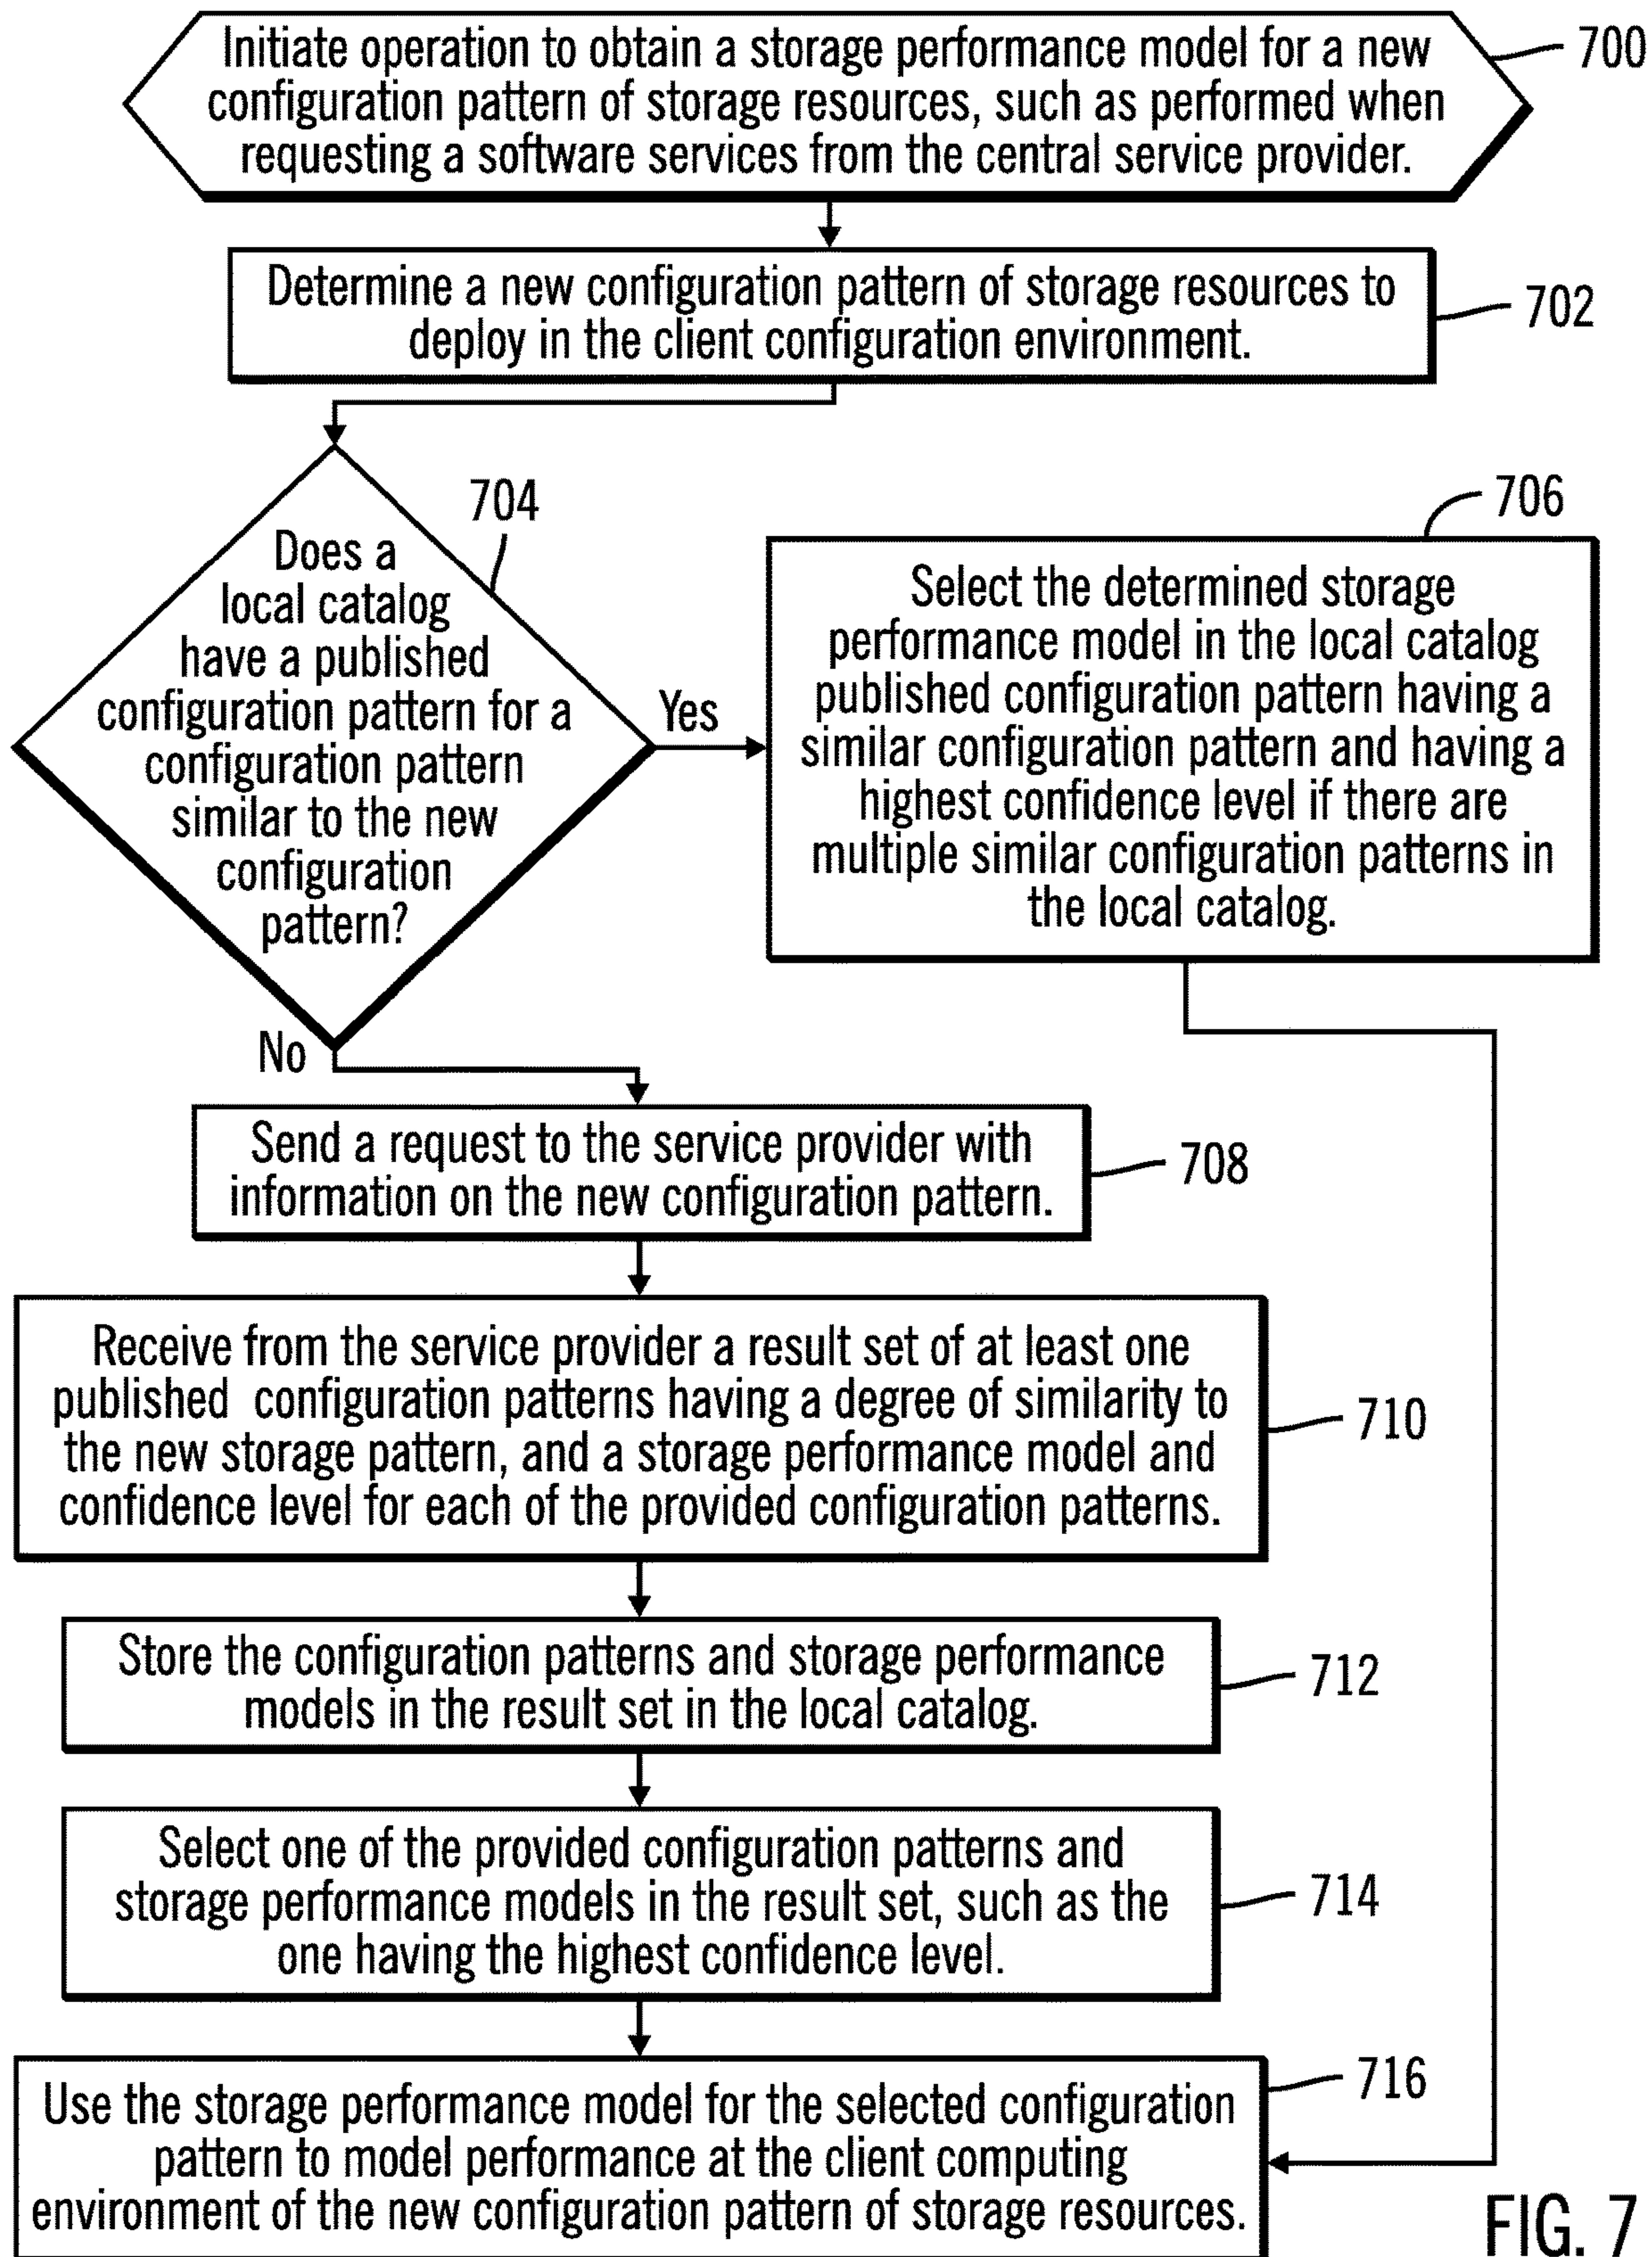 Initiate operation to obtain a storage performance model for a new
configuration pattern of storage resources, such as performed when
requesting a software services from the central service provider.
700
Determine a new configuration pattern of storage resources to
deploy in the client configuration environment.
702
704
Does a
local catalog
have a published
configuration pattern for a
configuration pattern
similar to the new
configuration
pattern?
Yes
706
Select the determined storage
performance model in the local catalog
published configuration pattern having a
similar configuration pattern and having a
highest confidence level if there are
multiple similar configuration patterns in
the local catalog.
No
Send a request to the service provider with
information on the new configuration pattern.
708
Receive from the service provider a result set of at least one
published configuration patterns having a degree of similarity to
the new storage pattern, and a storage performance model and
confidence level for each of the provided configuration patterns.
710
Store the configuration patterns and storage performance
models in the result set in the local catalog.
712
Select one of the provided configuration patterns and
storage performance models in the result set, such as the
one having the highest confidence level.
714
Use the storage performance model for the selected configuration
pattern to model performance at the client computing
environment of the new configuration pattern of storage resources.
716
FIG. 7